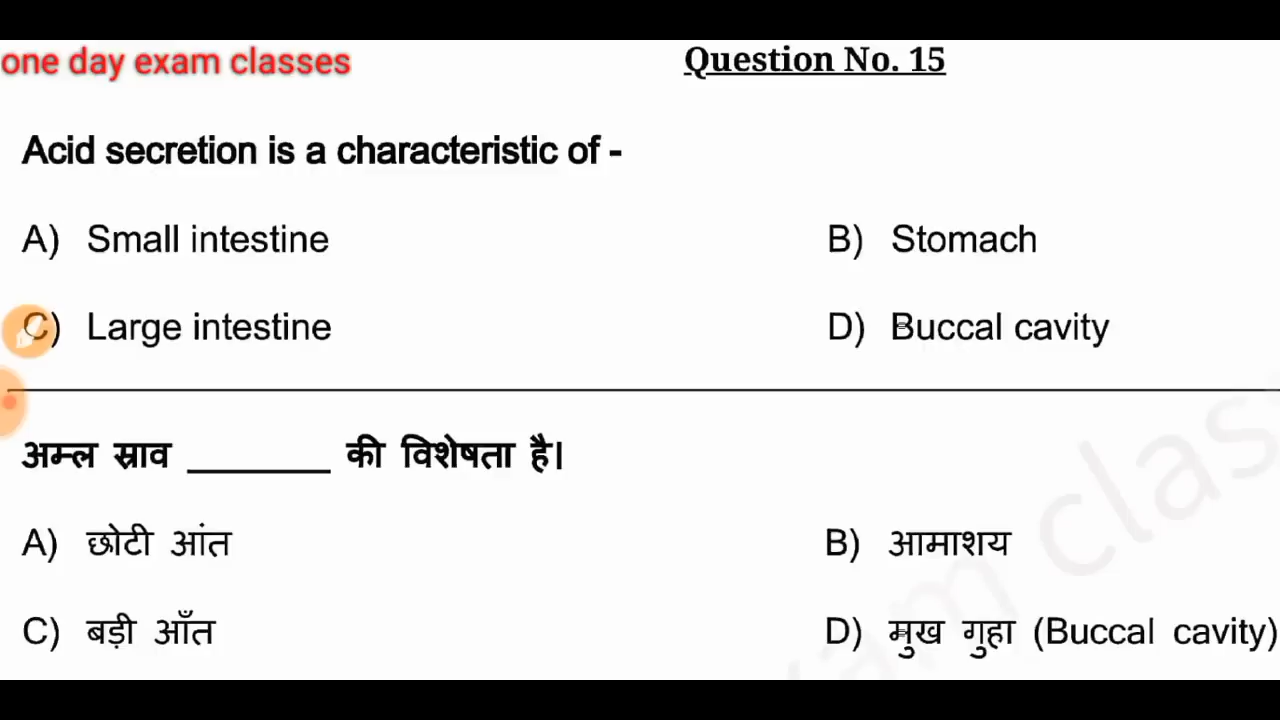 one day exam classes Question No. 15
Acid secretion is a characteristic of -
A) Small intestine B) Stomach
C) Large intestine D) Buccal cavity
अम्ल स्राव ________ की विशेषता है।
A) छोटी आंत B) आमाशय
C) बड़ी आँत D) मुख गुहा (Buccal cavity)